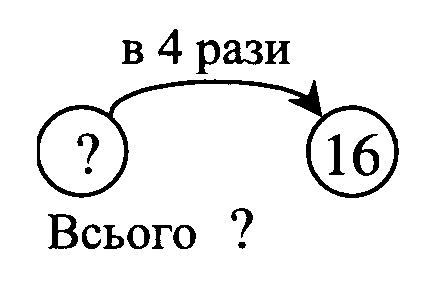 в 4 рази
? 16
Всього ?